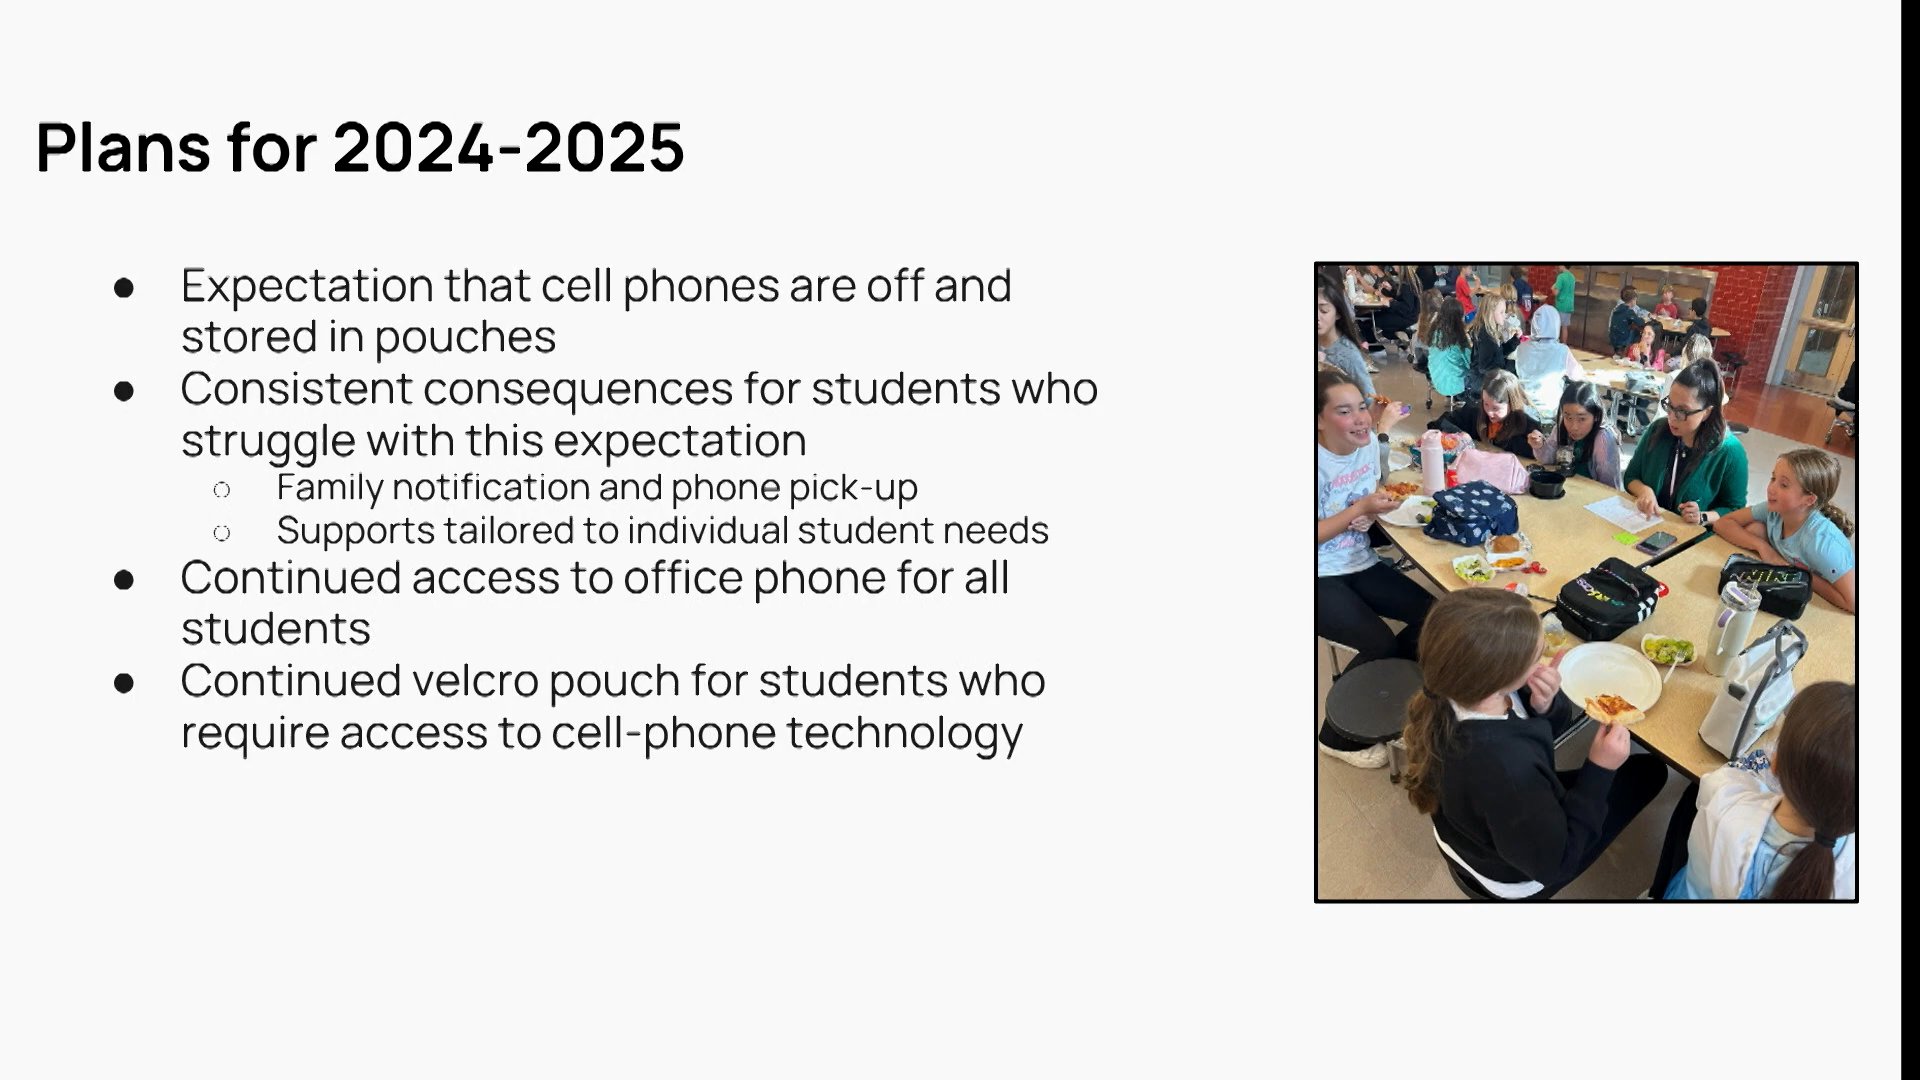 Plans for 2024-2025
● Expectation that cell phones are off and
stored in pouches
● Consistent consequences for students who
struggle with this expectation
○ Family notification and phone pick-up
○ Supports tailored to individual student needs
● Continued access to office phone for all
students
● Continued velcro pouch for students who
require access to cell-phone technology